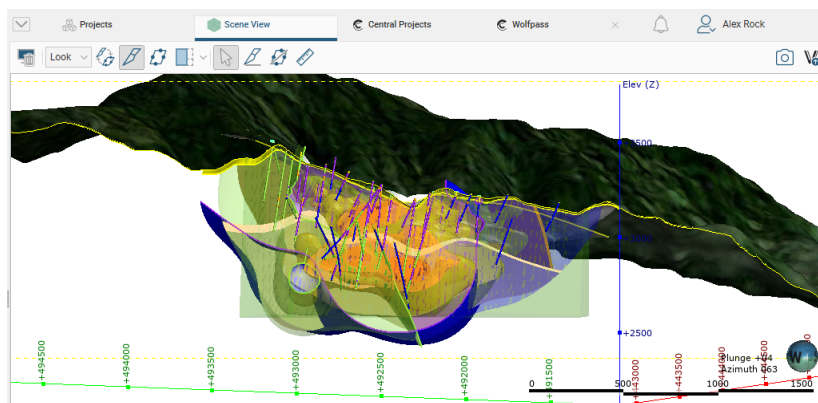 Projects
Scene View
Central Projects
Wolfpass
Alex Rock
Look
Elev (Z)
+2500
+494500
+494000
+493500
+493000
+492500
+492000
+491500
+443000
+443500
Plunge +04
Azimuth 063
0
500
1000
1500
W